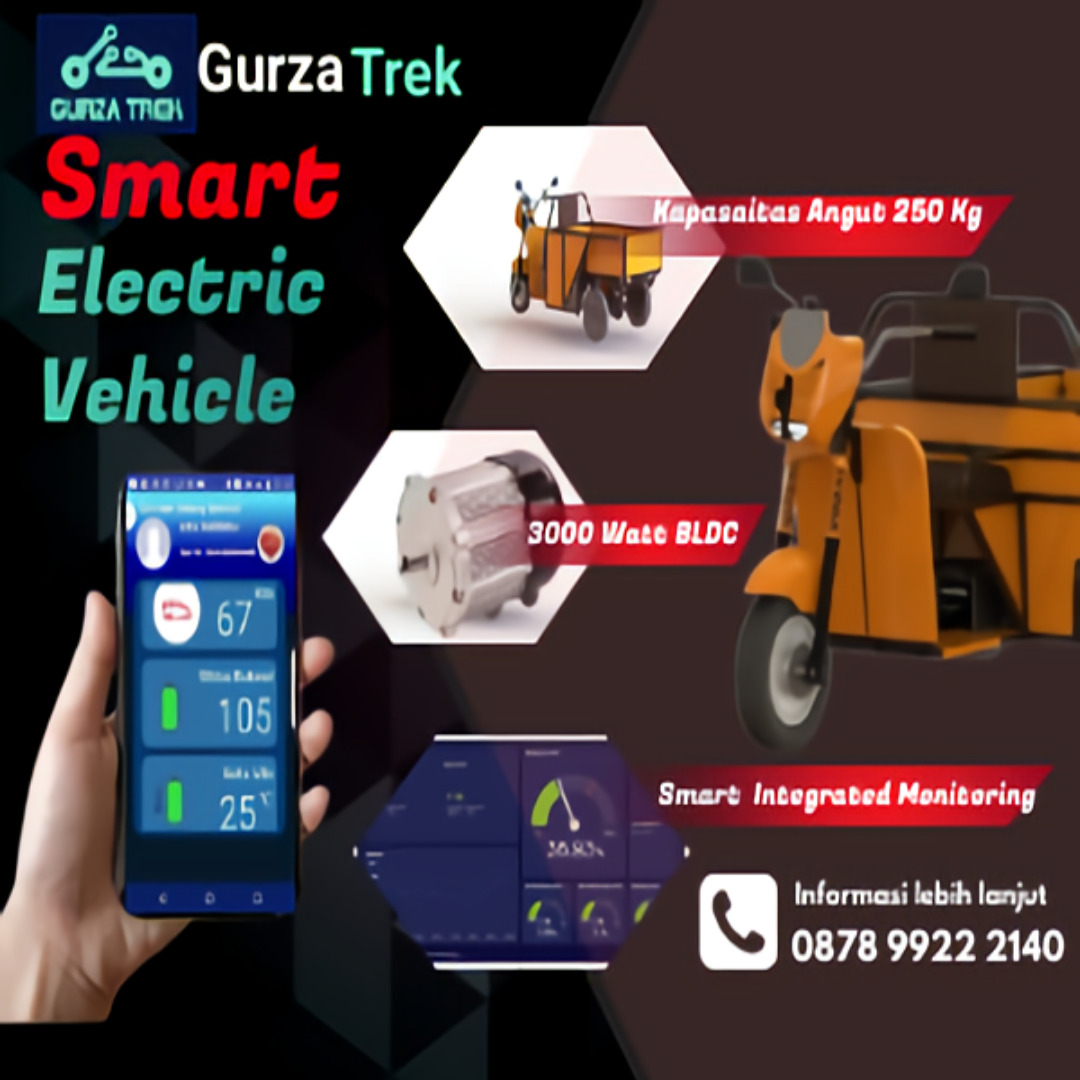 GURZA TREK
Gurza Trek
Smart
Electric
Vehicle
Kapasaitas Angut 250 Kg
3000 Watt BLDC
67
105
25
Smart Integrated Monitoring
Informasi lebih lanjut
0878 9922 2140